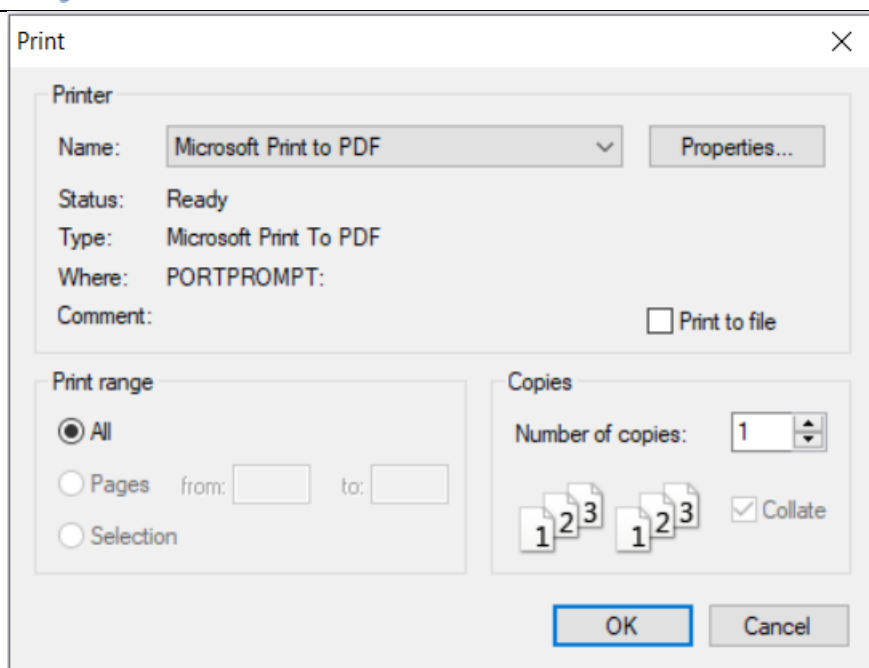 Print
Printer
Name: Microsoft Print to PDF Properties...
Status: Ready
Type: Microsoft Print To PDF
Where: PORTPROMPT:
Comment: Print to file
Print range
All
Pages from: to:
Selection
Copies
Number of copies: 1
1 2 3 1 2 3 Collate
OK Cancel